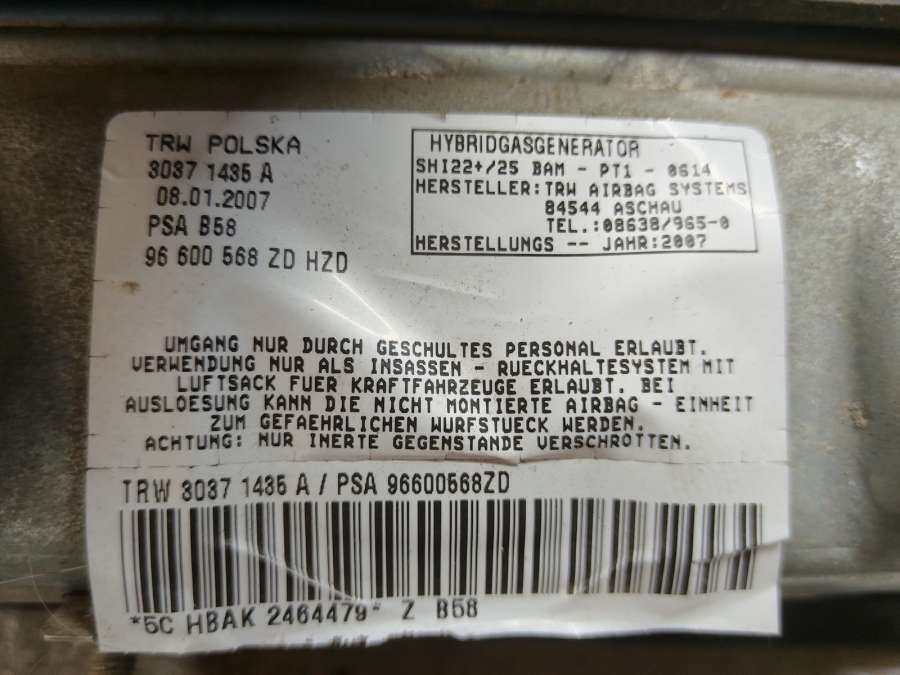 TRW POLSKA
3037 1435 A
08.01.2007
PSA B58
96 600 568 ZD HZD
HYBRIDGASGENERATOR
SHI22+/25 BAM - PT1 - 0614
HERSTELLER:TRW AIRBAG SYSTEMS
84544 ASCHAU
TEL.:08638/965-0
HERSTELLUNGS -- JAHR:2007
UMGANG NUR DURCH GESCHULTES PERSONAL ERLAUBT.
VERWENDUNG NUR ALS INSASSEN - RUECKHALTESYSTEM MIT
LUFTSACK FUER KRAFTFAHRZEUGE ERLAUBT. BEI
AUSLOESUNG KANN DIE NICHT MONTIERTE AIRBAG - EINHEIT
ZUM GEFAEHRLICHEN WURFSTUECK WERDEN.
ACHTUNG: NUR INERTE GEGENSTANDE VERSCHROTTEN.
TRW 3037 1435 A / PSA 96600568ZD
*5C HBAK 2464479* Z B58